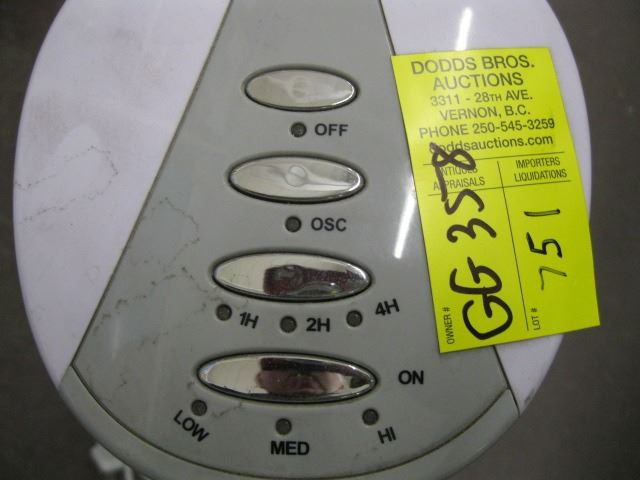 DODDS BROS.
AUCTIONS
3311 - 28TH AVE.
VERNON, B.C.
PHONE 250-545-3259
doddsauctions.com
ANTIQUES
APPRAISALS
IMPORTERS
LIQUIDATIONS
OWNER #
GG 358
LOT #
751
OFF
OSC
1H 2H 4H
ON
LOW MED HI